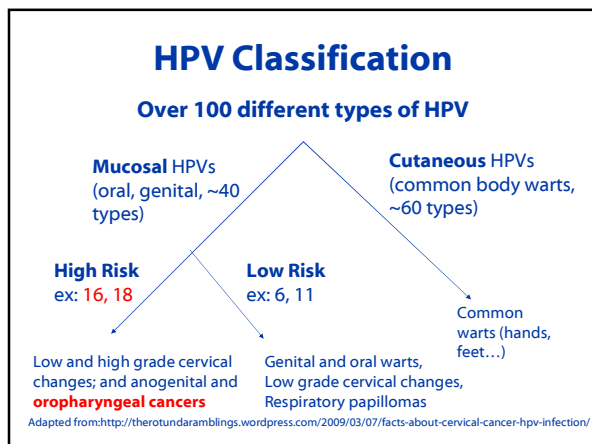 HPV Classification
Over 100 different types of HPV
Mucosal HPVs
(oral, genital, ~40
types)
Cutaneous HPVs
(common body warts,
~60 types)
High Risk
ex: 16, 18
Low Risk
ex: 6, 11
Common
warts (hands,
feet…)
Low and high grade cervical
changes; and anogenital and
oropharyngeal cancers
Genital and oral warts,
Low grade cervical changes,
Respiratory papillomas
Adapted from:http://therotundaramblings.wordpress.com/2009/03/07/facts-about-cervical-cancer-hpv-infection/